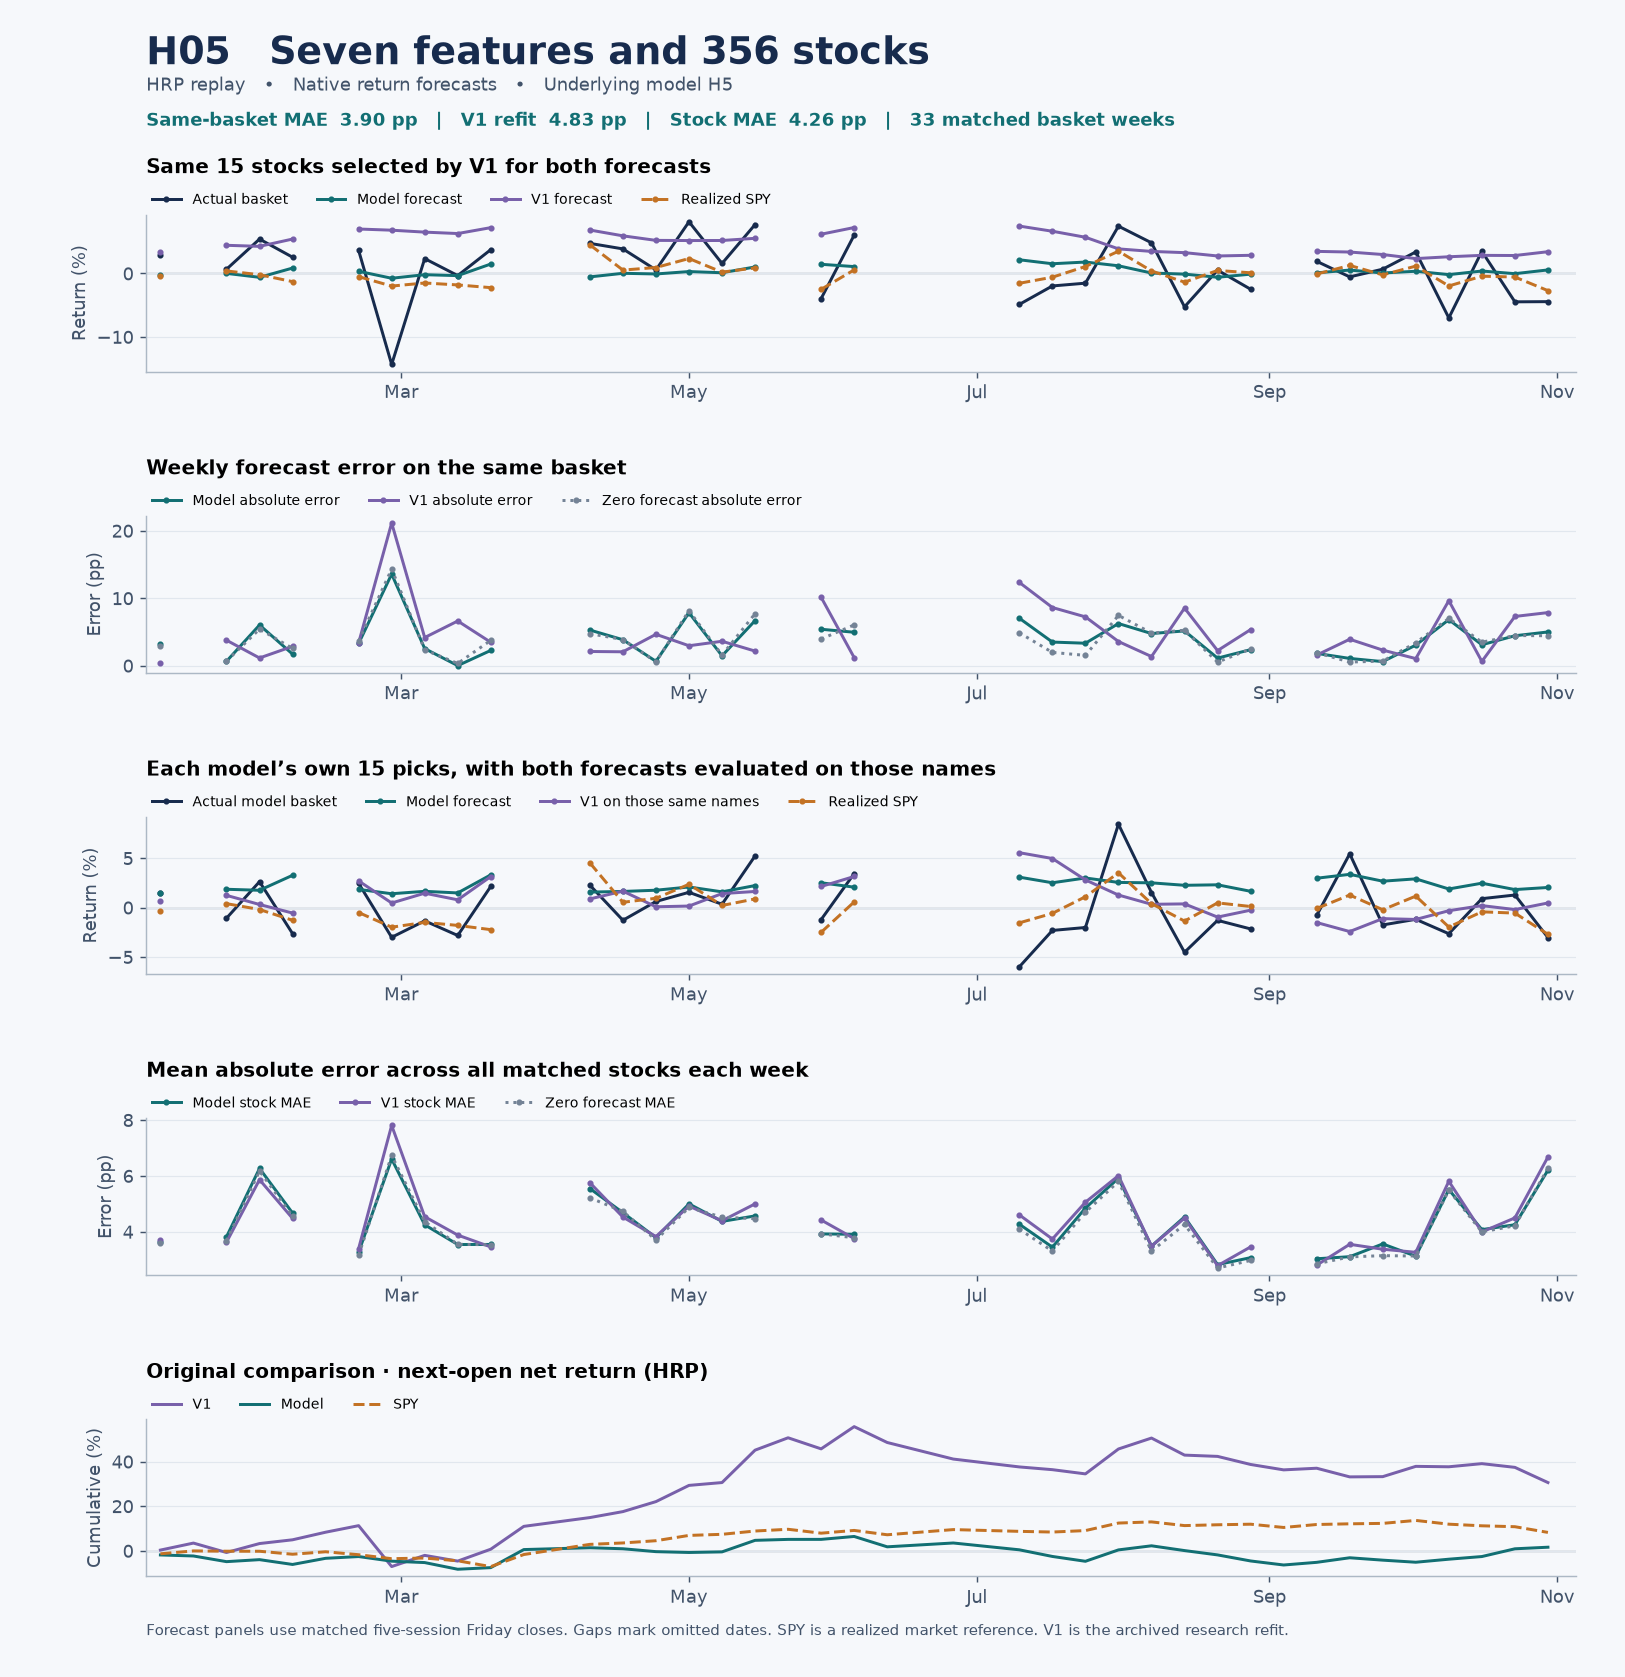 H05   Seven features and 356 stocks
HRP replay   •   Native return forecasts   •   Underlying model H5
Same-basket MAE  3.90 pp   |   V1 refit  4.83 pp   |   Stock MAE  4.26 pp   |   33 matched basket weeks
Same 15 stocks selected by V1 for both forecasts
Actual basket   Model forecast   V1 forecast   Realized SPY
Return (%)
0
−10
Mar   May   Jul   Sep   Nov
Weekly forecast error on the same basket
Model absolute error   V1 absolute error   Zero forecast absolute error
Error (pp)
20
10
0
Mar   May   Jul   Sep   Nov
Each model’s own 15 picks, with both forecasts evaluated on those names
Actual model basket   Model forecast   V1 on those same names   Realized SPY
Return (%)
5
0
−5
Mar   May   Jul   Sep   Nov
Mean absolute error across all matched stocks each week
Model stock MAE   V1 stock MAE   Zero forecast MAE
Error (pp)
8
6
4
Mar   May   Jul   Sep   Nov
Original comparison · next-open net return (HRP)
V1   Model   SPY
Cumulative (%)
40
20
0
Mar   May   Jul   Sep   Nov
Forecast panels use matched five-session Friday closes. Gaps mark omitted dates. SPY is a realized market reference. V1 is the archived research refit.